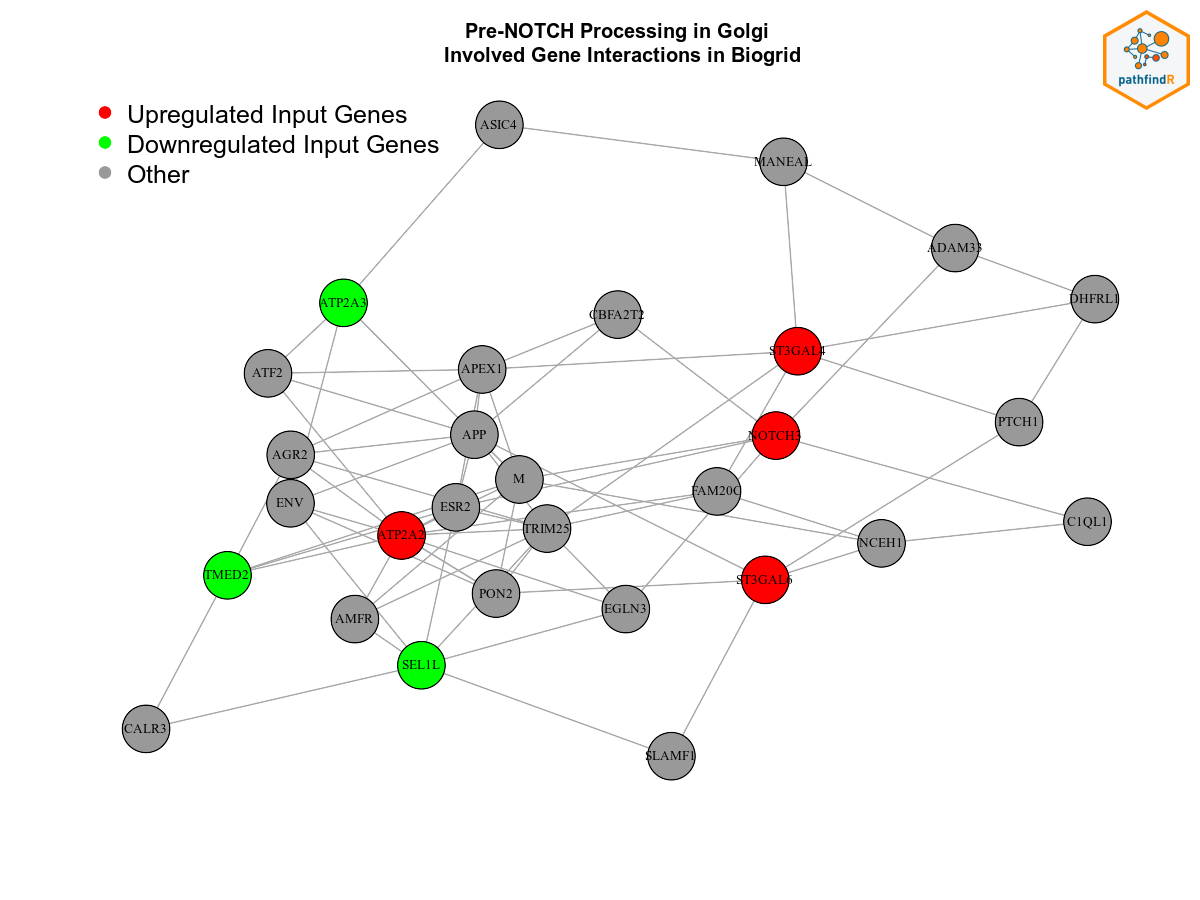 Pre-NOTCH Processing in Golgi
Involved Gene Interactions in Biogrid
pathfindR
Upregulated Input Genes
Downregulated Input Genes
Other
ASIC4
MANEAL
ADAM33
DHFRL1
ATP2A3
CBFA2T2
ST3GAL4
ATF2
APEX1
PTCH1
APP
NOTCH3
AGR2
M
FAM20C
ENV
ESR2
C1QL1
ATP2A2
TRIM25
NCEH1
TMED2
ST3GAL6
PON2
EGLN3
AMFR
SEL1L
CALR3
SLAMF1